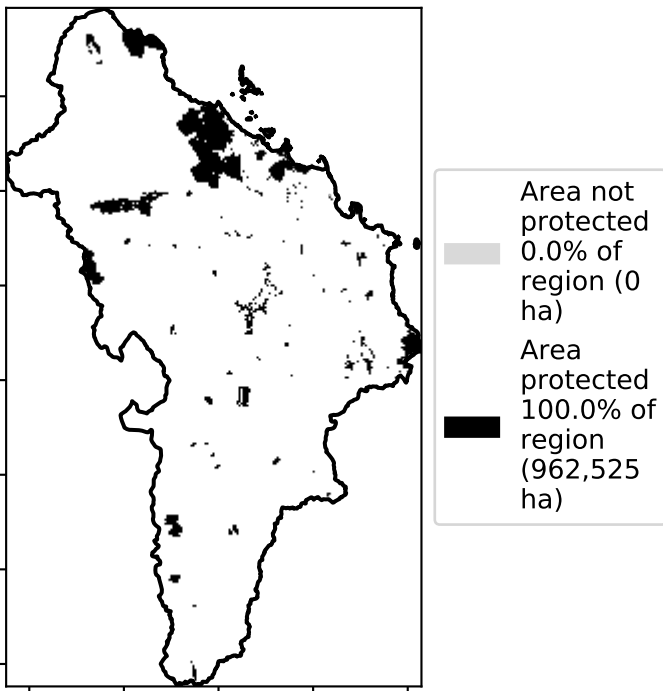 Area not
protected
0.0% of
region (0
ha)
Area
protected
100.0% of
region
(962,525
ha)